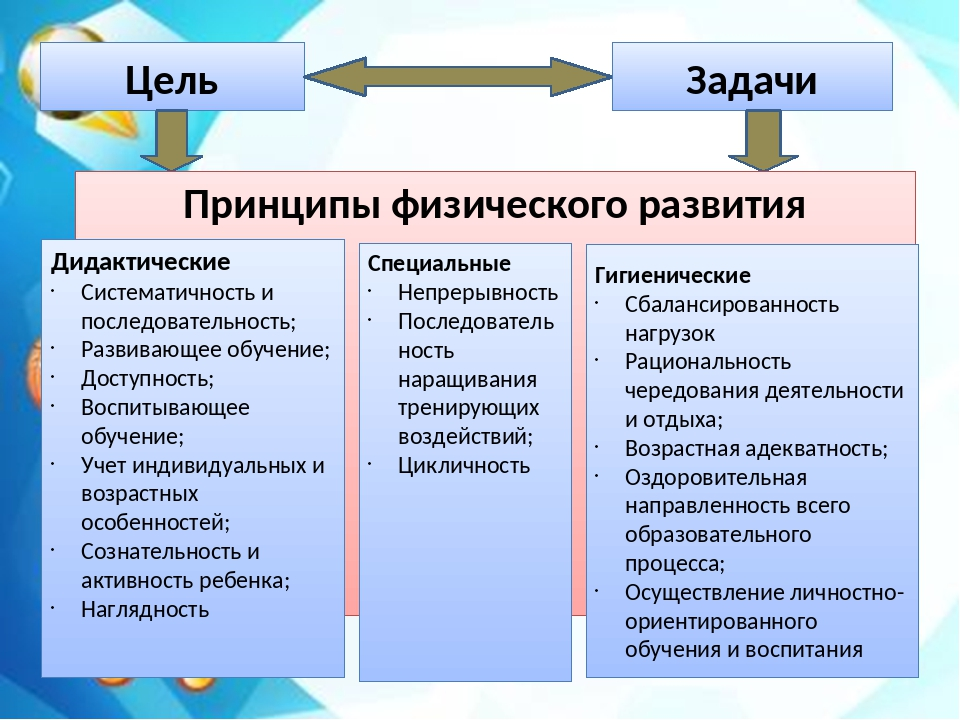 Цель
Задачи
Принципы физического развития
Дидактические
· Систематичность и
последовательность;
· Развивающее обучение;
· Доступность;
· Воспитывающее
обучение;
· Учет индивидуальных и
возрастных
особенностей;
· Сознательность и
активность ребенка;
· Наглядность
Специальные
· Непрерывность
· Последователь
ность
наращивания
тренирующих
воздействий;
· Цикличность
Гигиенические
· Сбалансированность
нагрузок
· Рациональность
чередования деятельности
и отдыха;
· Возрастная адекватность;
· Оздоровительная
направленность всего
образовательного
процесса;
· Осуществление личностно-
ориентированного
обучения и воспитания